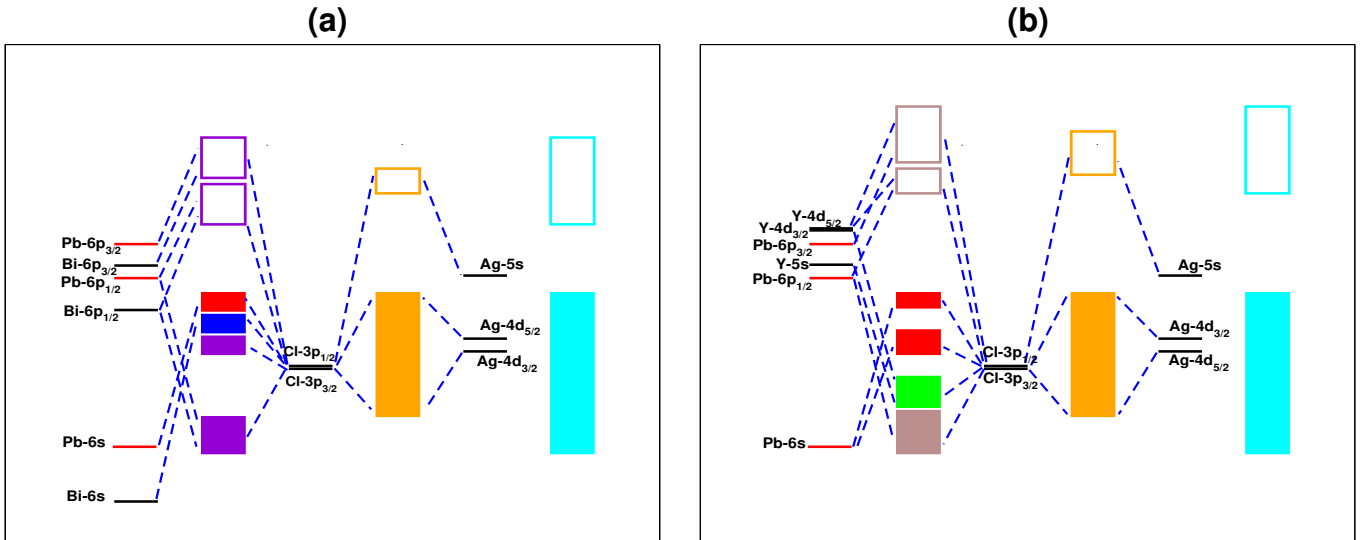 (a)
Pb-6p3/2
Bi-6p3/2
Pb-6p1/2
Bi-6p1/2
Pb-6s
Bi-6s
Cl-3p1/2
Cl-3p3/2
Ag-5s
Ag-4d5/2
Ag-4d3/2
(b)
Y-4d5/2
Y-4d3/2
Pb-6p3/2
Y-5s
Pb-6p1/2
Pb-6s
Cl-3p1/2
Cl-3p3/2
Ag-5s
Ag-4d3/2
Ag-4d5/2